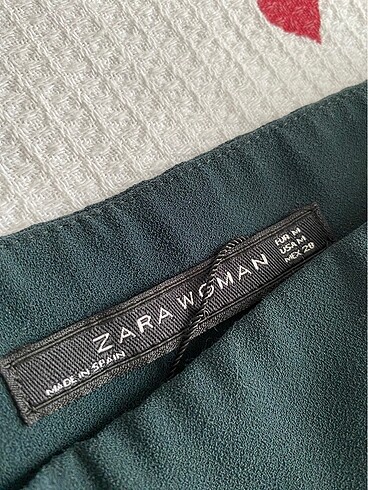 ZARA WOMAN
MADE IN SPAIN
EUR M
USA M
MEX 28